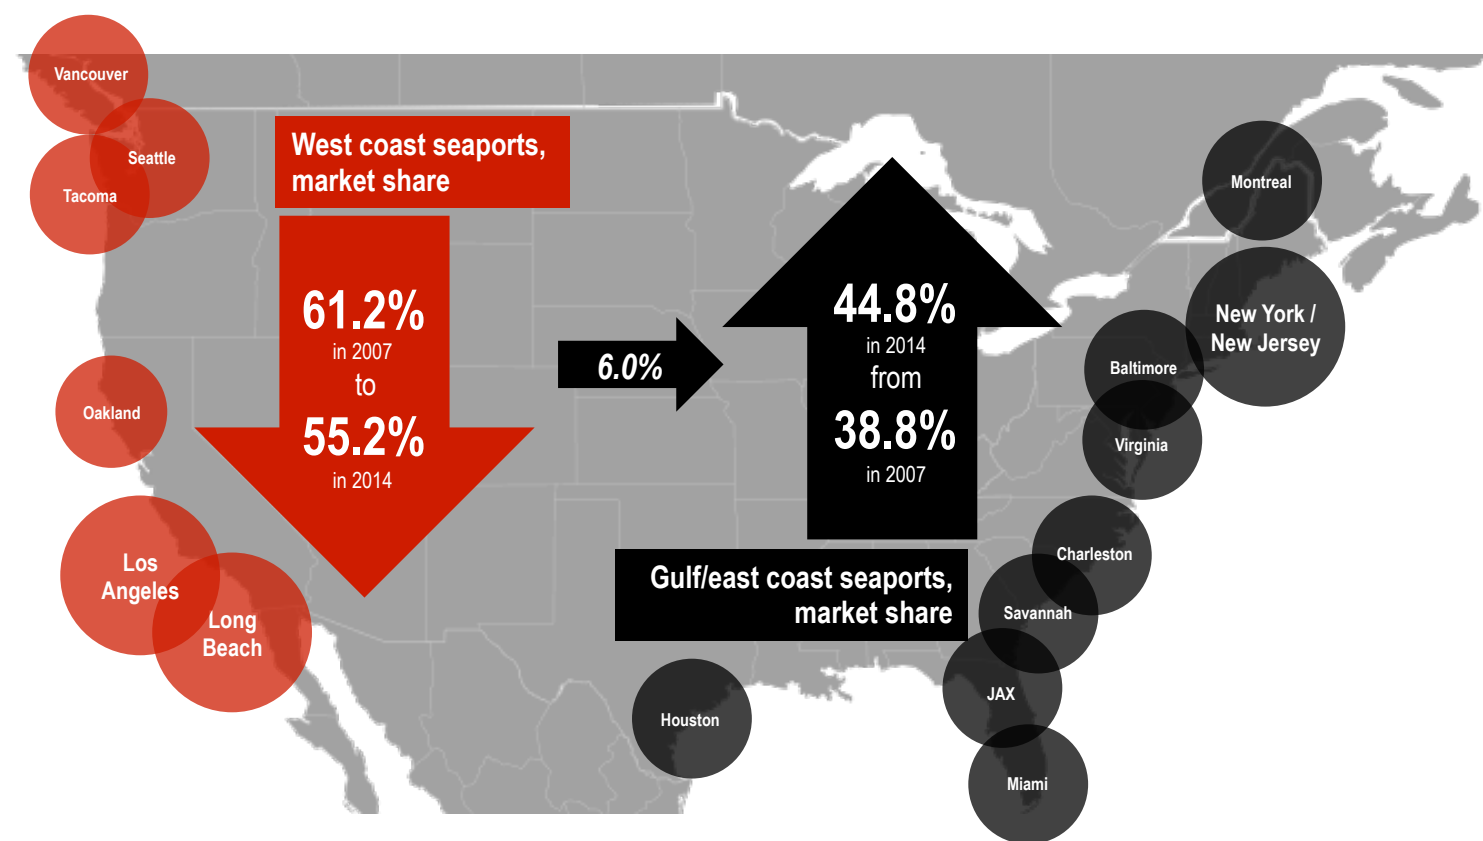 Vancouver
Seattle
Tacoma
Oakland
Los
Angeles
Long
Beach
West coast seaports,
market share
61.2%
in 2007
to
55.2%
in 2014
6.0%
44.8%
in 2014
from
38.8%
in 2007
Gulf/east coast seaports,
market share
Montreal
New York /
New Jersey
Baltimore
Virginia
Charleston
Savannah
JAX
Miami
Houston